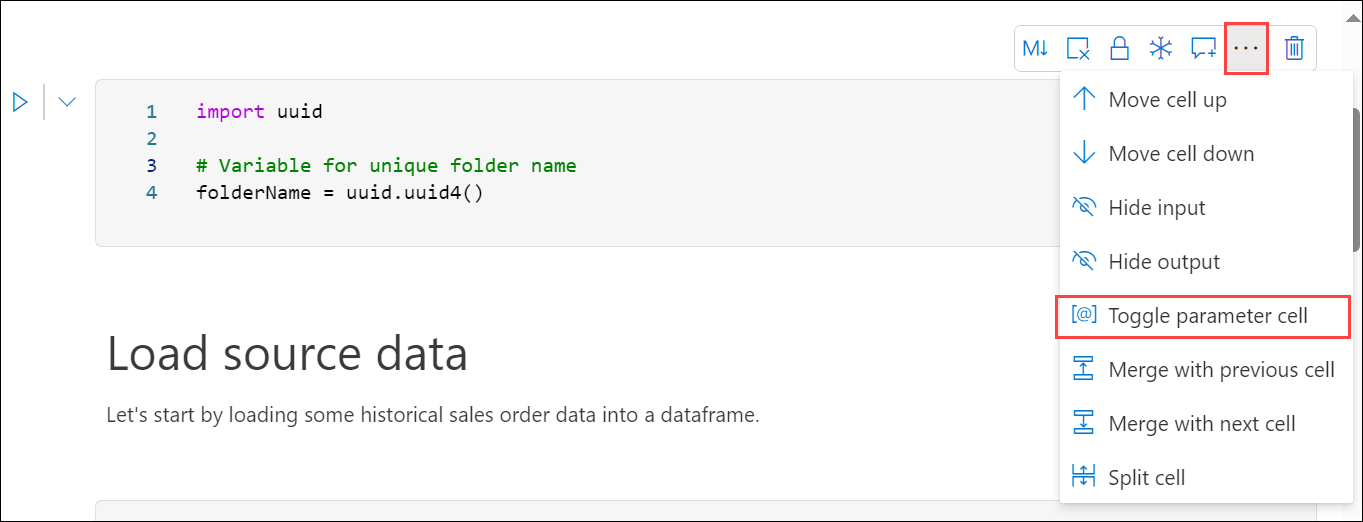 M↓
...
1 import uuid
2
3 # Variable for unique folder name
4 folderName = uuid.uuid4()
Move cell up
Move cell down
Hide input
Hide output
[@] Toggle parameter cell
Merge with previous cell
Merge with next cell
Split cell
Load source data
Let's start by loading some historical sales order data into a dataframe.